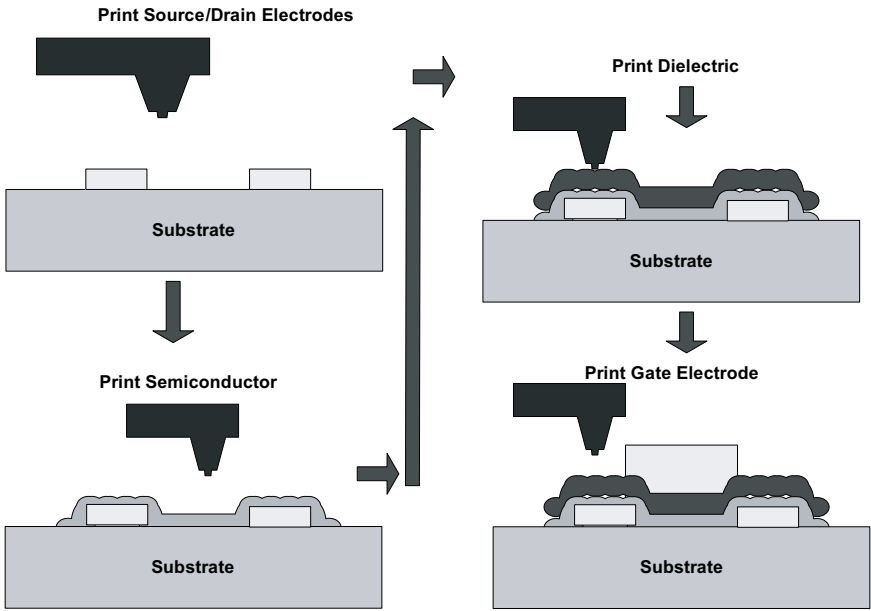 Print Source/Drain Electrodes
Substrate
Print Semiconductor
Substrate
Print Dielectric
Substrate
Print Gate Electrode
Substrate